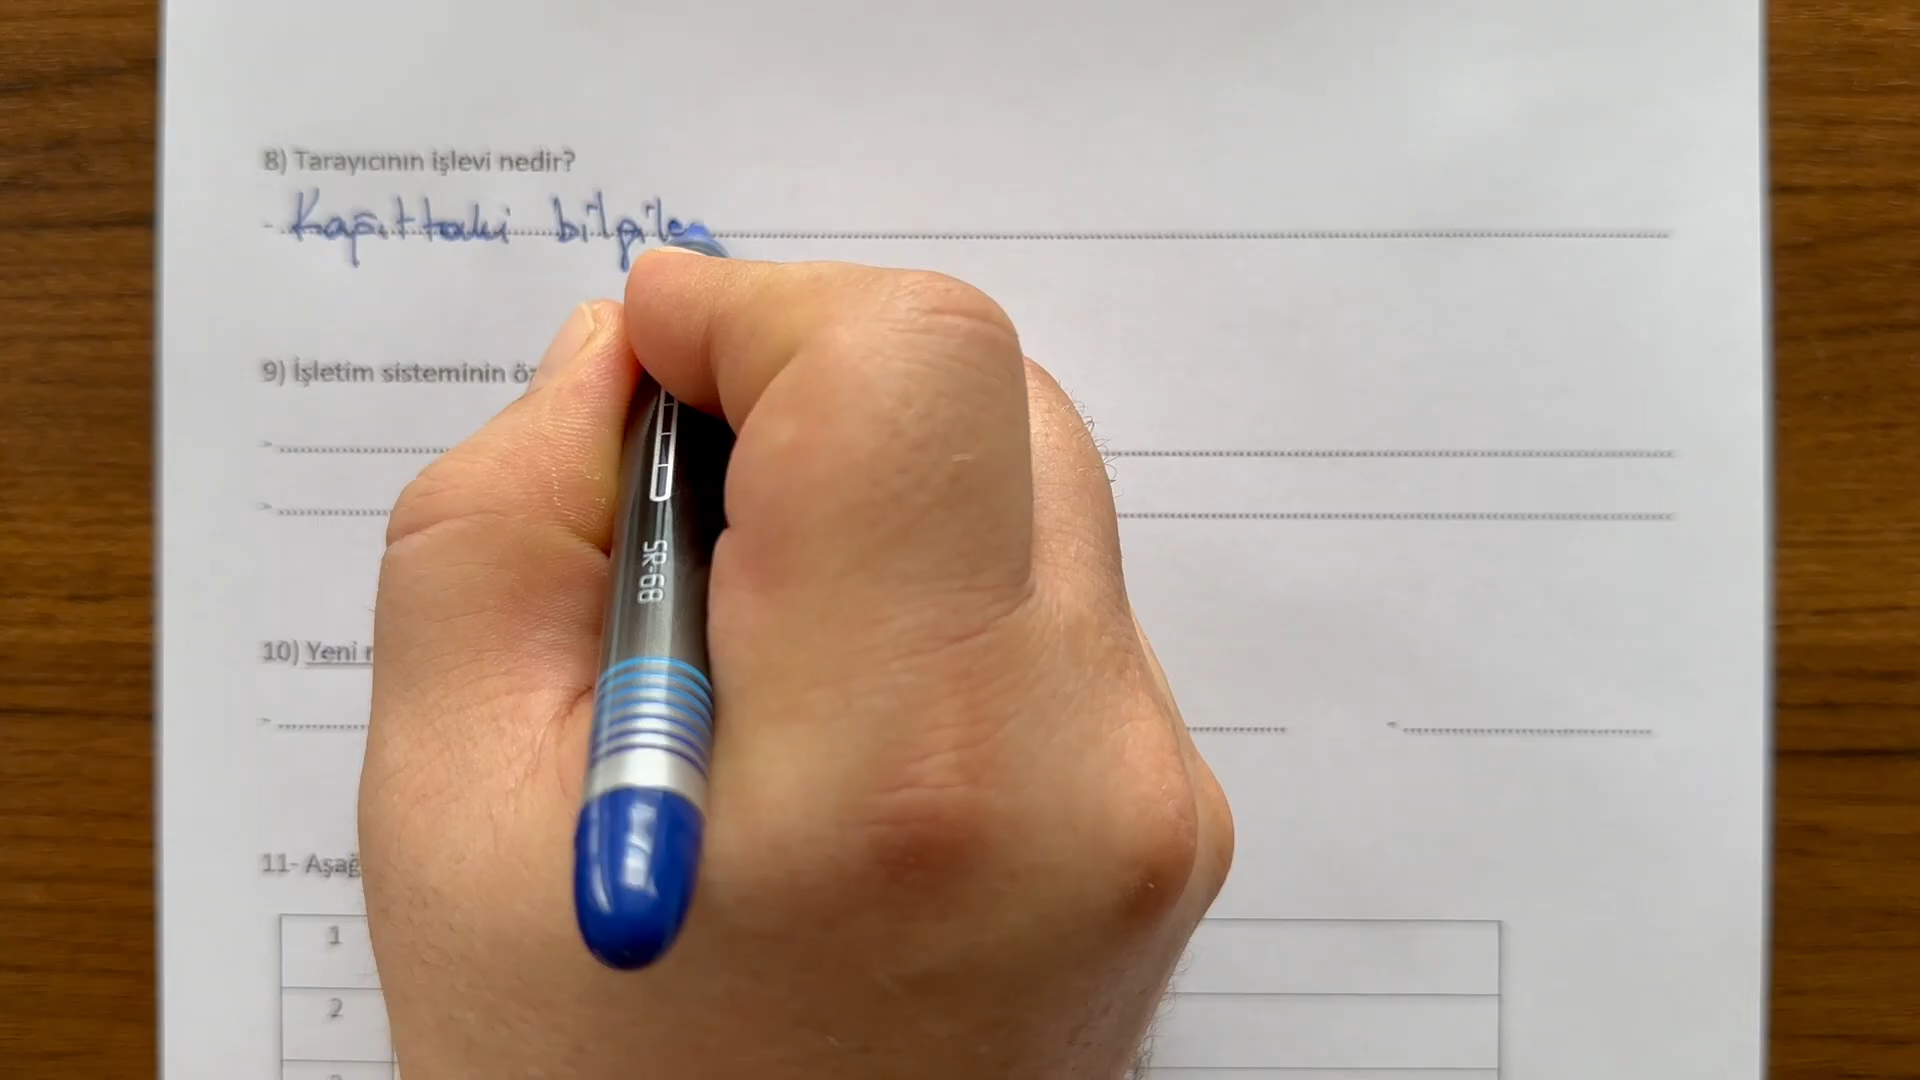 8) Tarayıcının işlevi nedir?
- Kağıttaki bilgile
9) İşletim sisteminin
-
-
10) Yeni
- -
11- Aşağ
1
2
SR-68